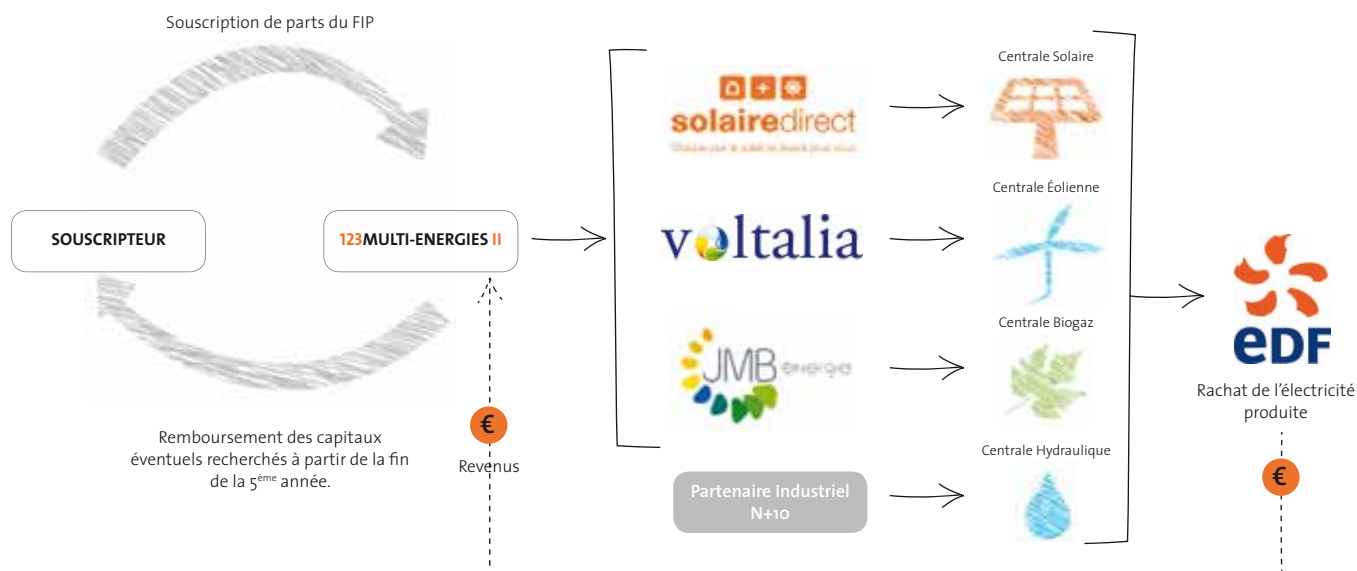 Souscription de parts du FIP
SOUSCRIPTEUR
123MULTI-ENERGIES II
Remboursement des capitaux
éventuels recherchés à partir de la fin
de la 5ème année.
€
Revenus
solairedirect
voltalia
JMB energie
Partenaire Industriel
N+10
Centrale Solaire
Centrale Éolienne
Centrale Biogaz
Centrale Hydraulique
eDF
Rachat de l'électricité
produite
€